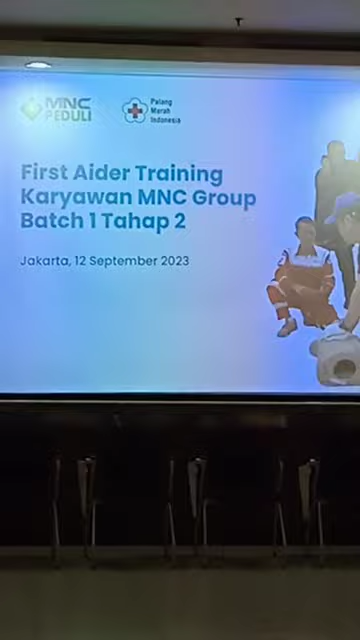 MNC
PEDULI
Palang
Merah
Indonesia
First Aider Training
Karyawan MNC Group
Batch 1 Tahap 2
Jakarta, 12 September 2023